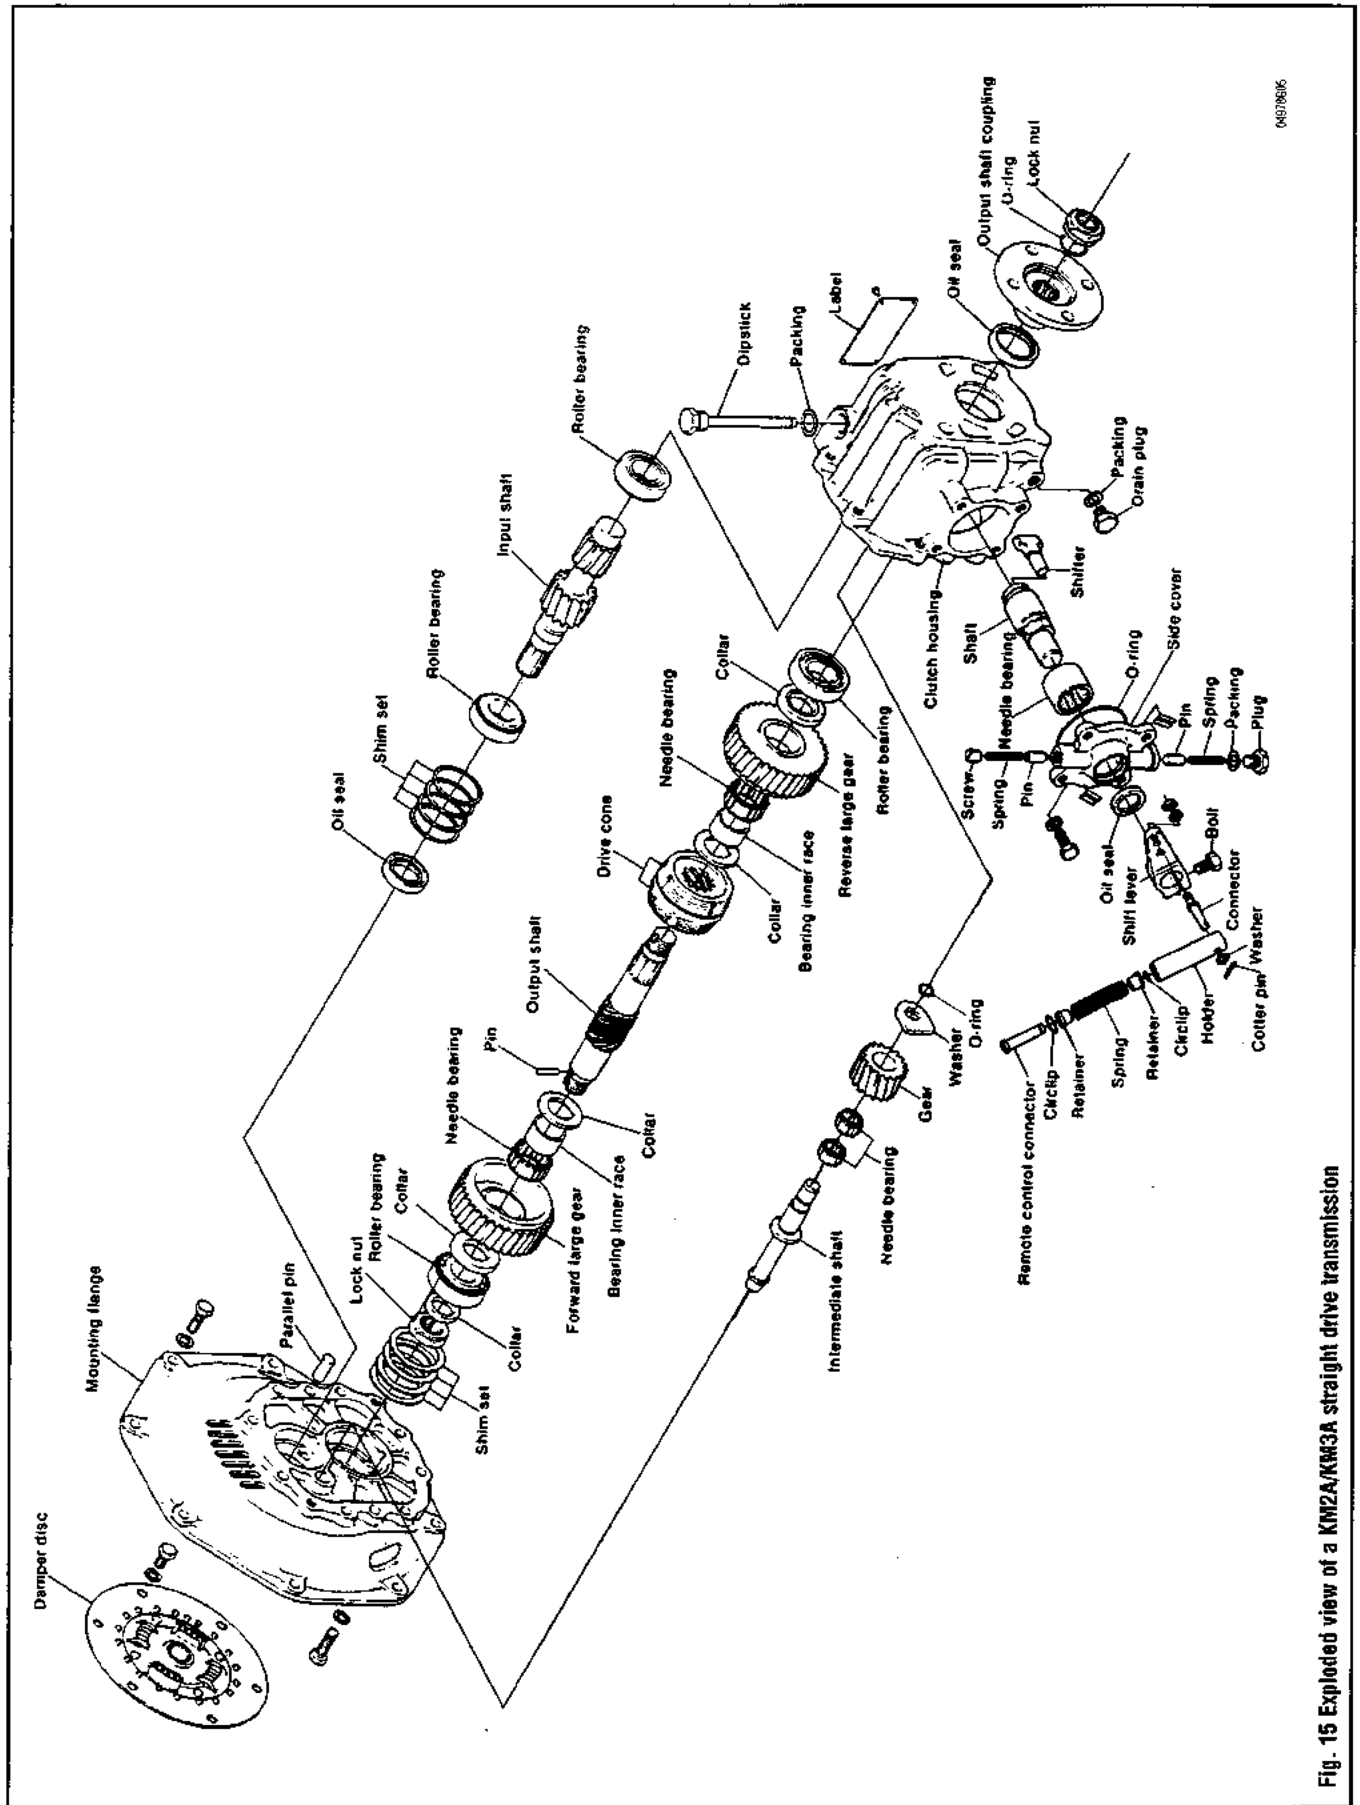 Damper disc
Mounting flange
Parallel pin
Oil seal
Shim set
Roller bearing
Input shaft
Roller bearing
Dipstick
Packing
Label
Oil seal
Output shaft coupling
O-ring
Lock nut
04978G05
Shim set
Collar
Lock nut
Roller bearing
Collar
Forward large gear
Needle bearing
Bearing inner race
Collar
Pin
Output shaft
Drive cone
Collar
Bearing inner race
Needle bearing
Reverse large gear
Collar
Roller bearing
Clutch housing
Packing
Drain plug
Shifter
Shaft
Needle bearing
O-ring
Side cover
Screw
Spring
Pin
Pin
Spring
Packing
Plug
Oil seal
Shift lever
Bolt
Connector
Washer
Cotter pin
Holder
Circlip
Retainer
Spring
Retainer
Circlip
Remote control connector
Intermediate shaft
Needle bearing
Gear
Washer
O-ring
Fig. 15 Exploded view of a KM2A/KM3A straight drive transmission